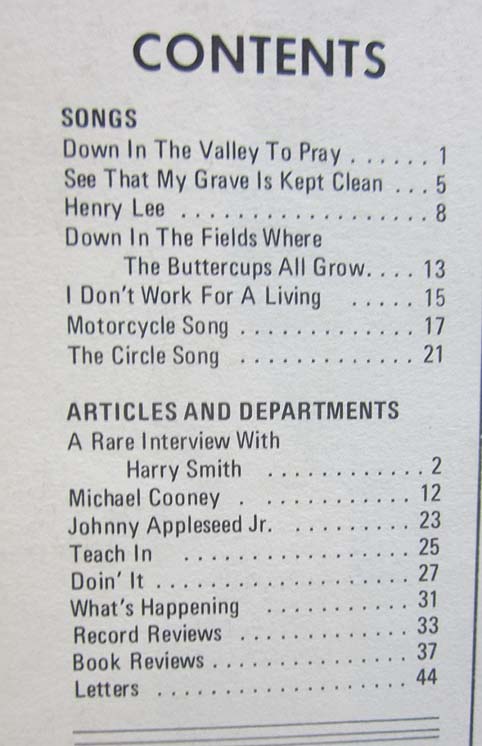 CONTENTS
SONGS
Down In The Valley To Pray ...... 1
See That My Grave Is Kept Clean ... 5
Henry Lee .................. 8
Down In The Fields Where
The Buttercups All Grow.... 13
I Don't Work For A Living ..... 15
Motorcycle Song ............. 17
The Circle Song ............. 21
ARTICLES AND DEPARTMENTS
A Rare Interview With
Harry Smith ............ 2
Michael Cooney . ........... 12
Johnny Appleseed Jr. ......... 23
Teach In ................. 25
Doin' It ................... 27
What's Happening ........... 31
Record Reviews ............. 33
Book Reviews............... 37
Letters ................... 44